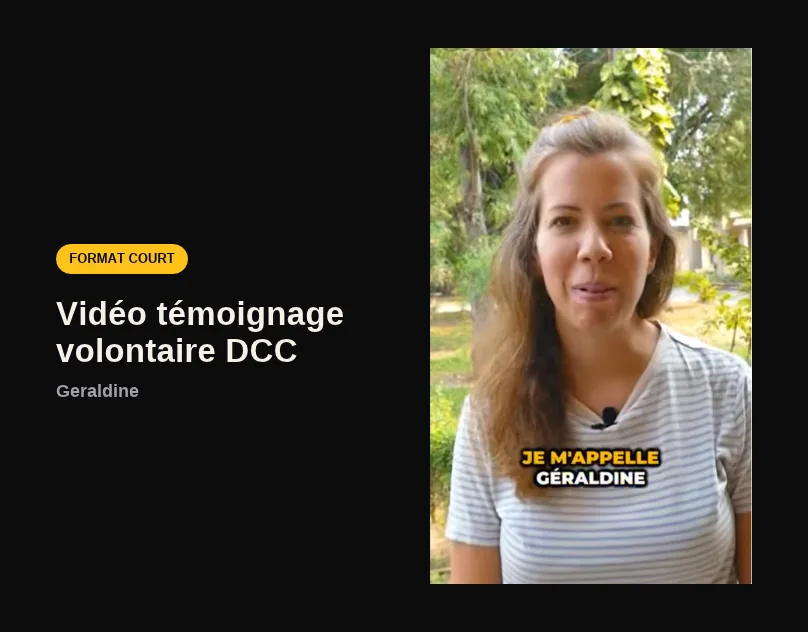 FORMAT COURT
Vidéo témoignage
volontaire DCC
Geraldine
JE M'APPELLE
GÉRALDINE